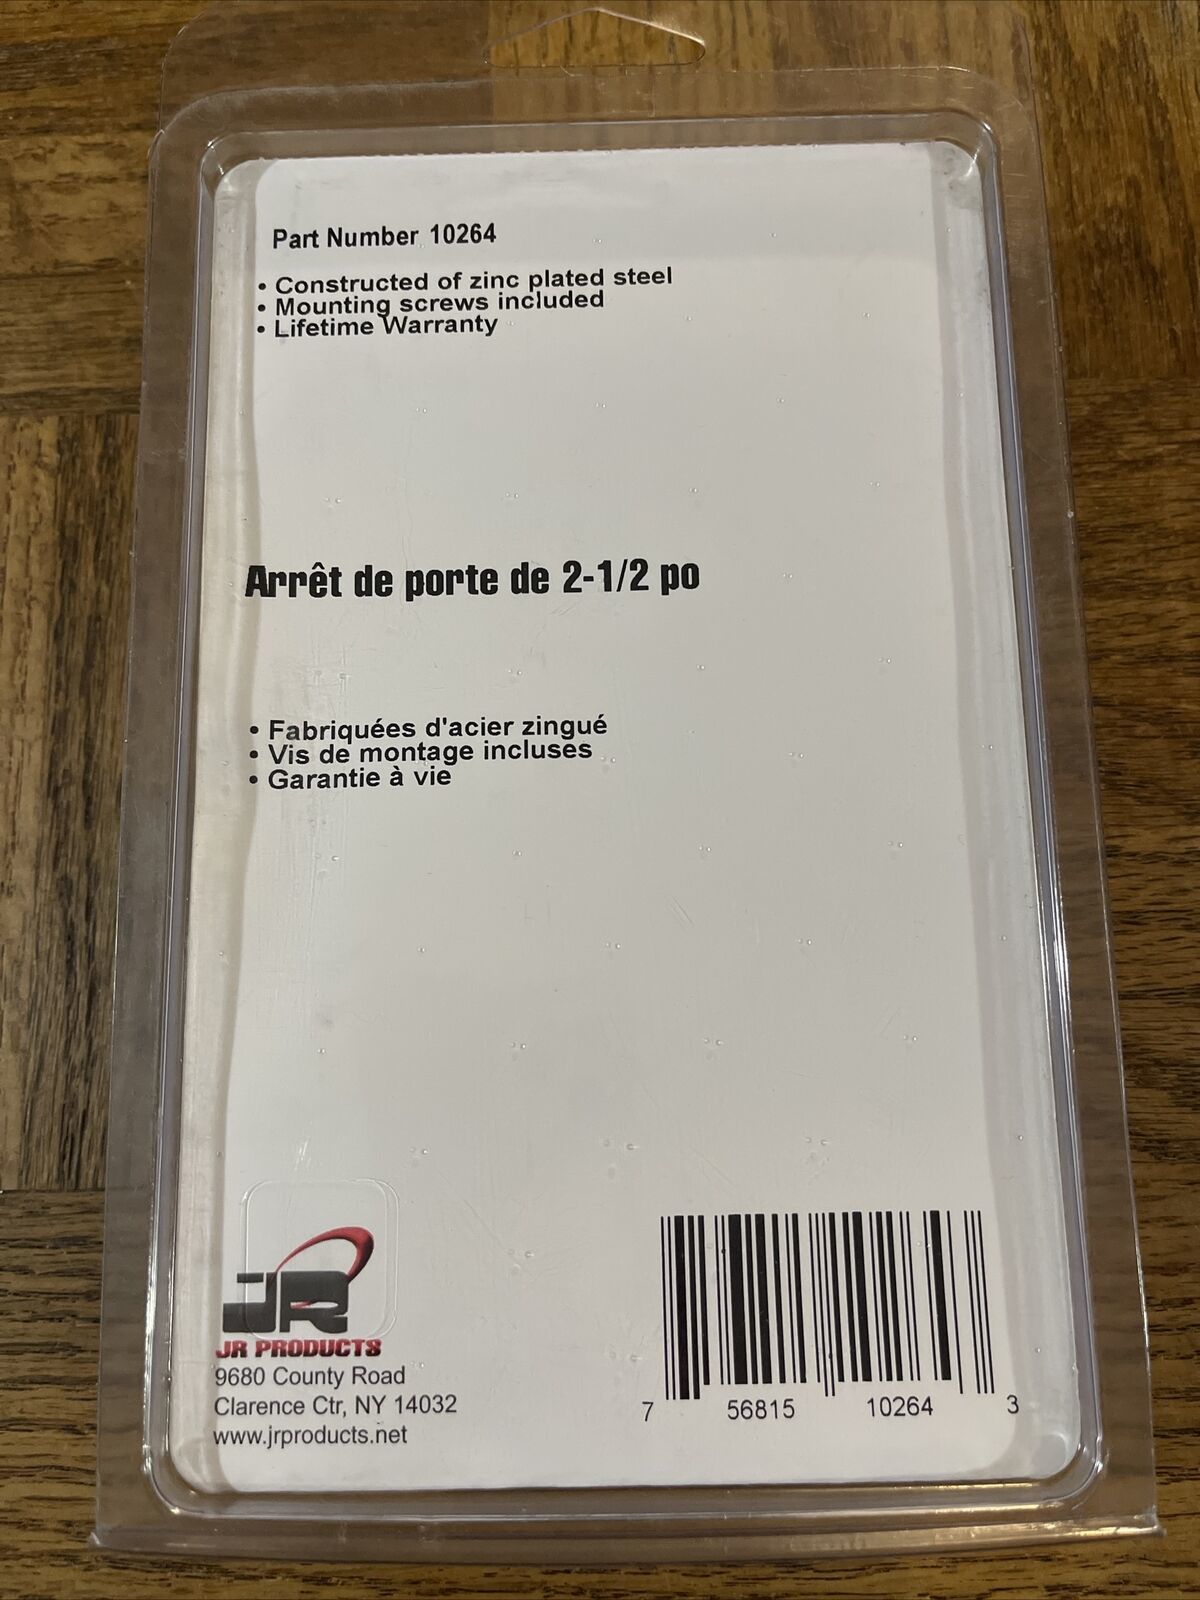 Part Number 10264
• Constructed of zinc plated steel
• Mounting screws included
• Lifetime Warranty
Arrêt de porte de 2-1/2 po
• Fabriquées d'acier zingué
• Vis de montage incluses
• Garantie à vie
JR
JR PRODUCTS
9680 County Road
Clarence Ctr, NY 14032
www.jrproducts.net
7 56815 10264 3